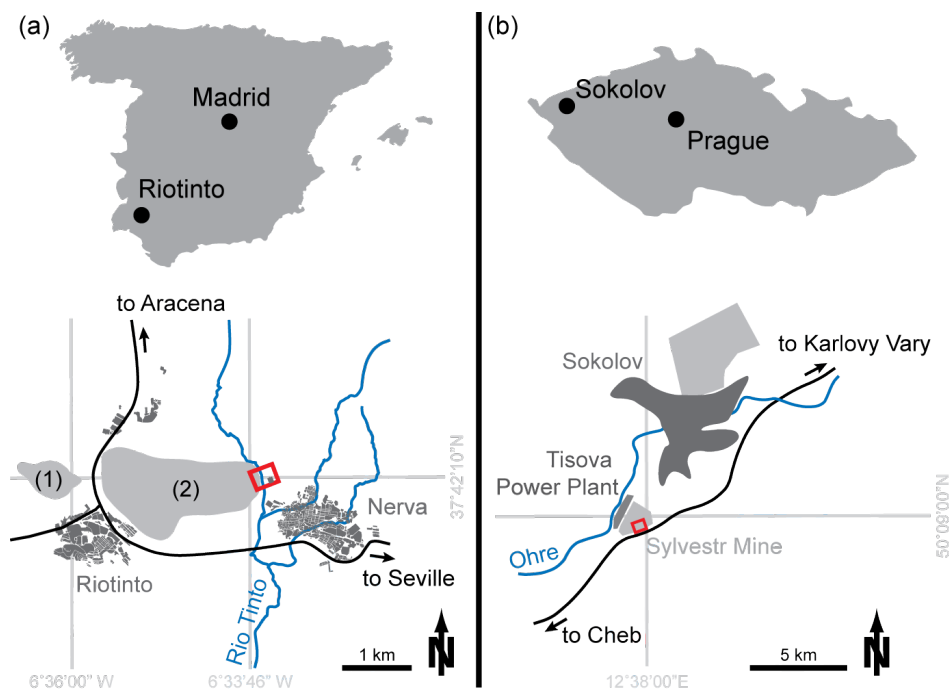 (a)
Madrid
Riotinto
to Aracena
(1)
(2)
37°42'10"N
Nerva
Riotinto
to Seville
Rio Tinto
N
1 km
6°36'00" W
6°33'46" W
(b)
Sokolov
Prague
to Karlovy Vary
Sokolov
Tisova
Power Plant
50°09'00"N
Ohre
Sylvestr Mine
to Cheb
N
5 km
12°38'00"E